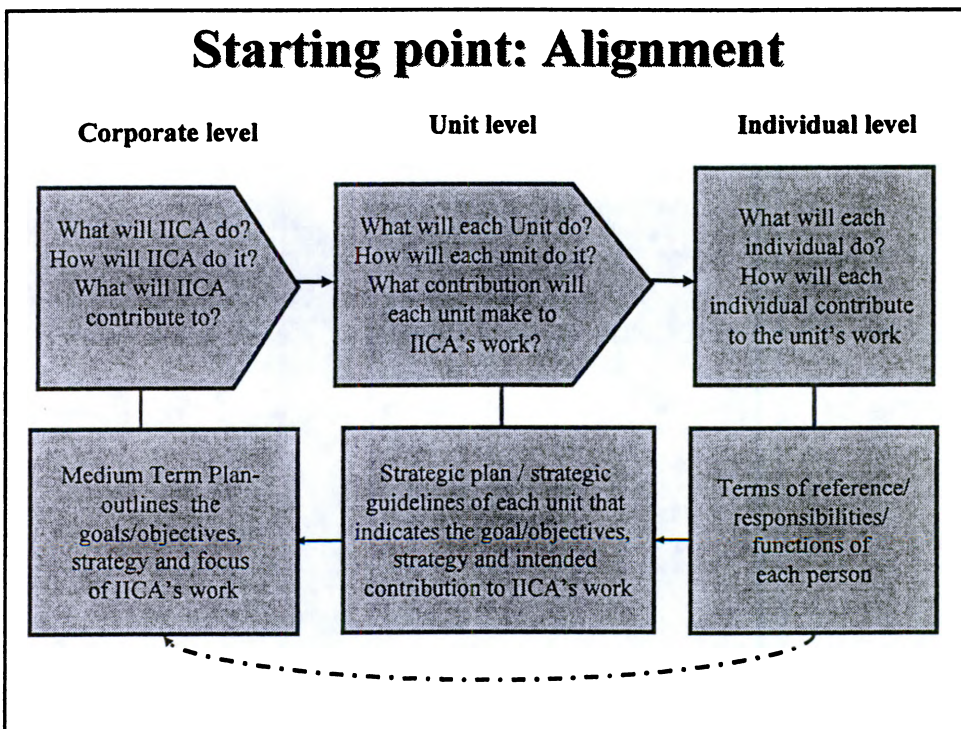 Starting point: Alignment
Corporate level
Unit level
Individual level
What will IICA do?
How will IICA do it?
What will IICA
contribute to?
What will each Unit do?
How will each unit do it?
What contribution will
each unit make to
IICA's work?
What will each
individual do?
How will each
individual contribute
to the unit's work
Medium Term Plan-
outlines the
goals/objectives,
strategy and focus
of IICA's work
Strategic plan / strategic
guidelines of each unit that
indicates the goal/objectives,
strategy and intended
contribution to IICA's work
Terms of reference/
responsibilities/
functions of
each person